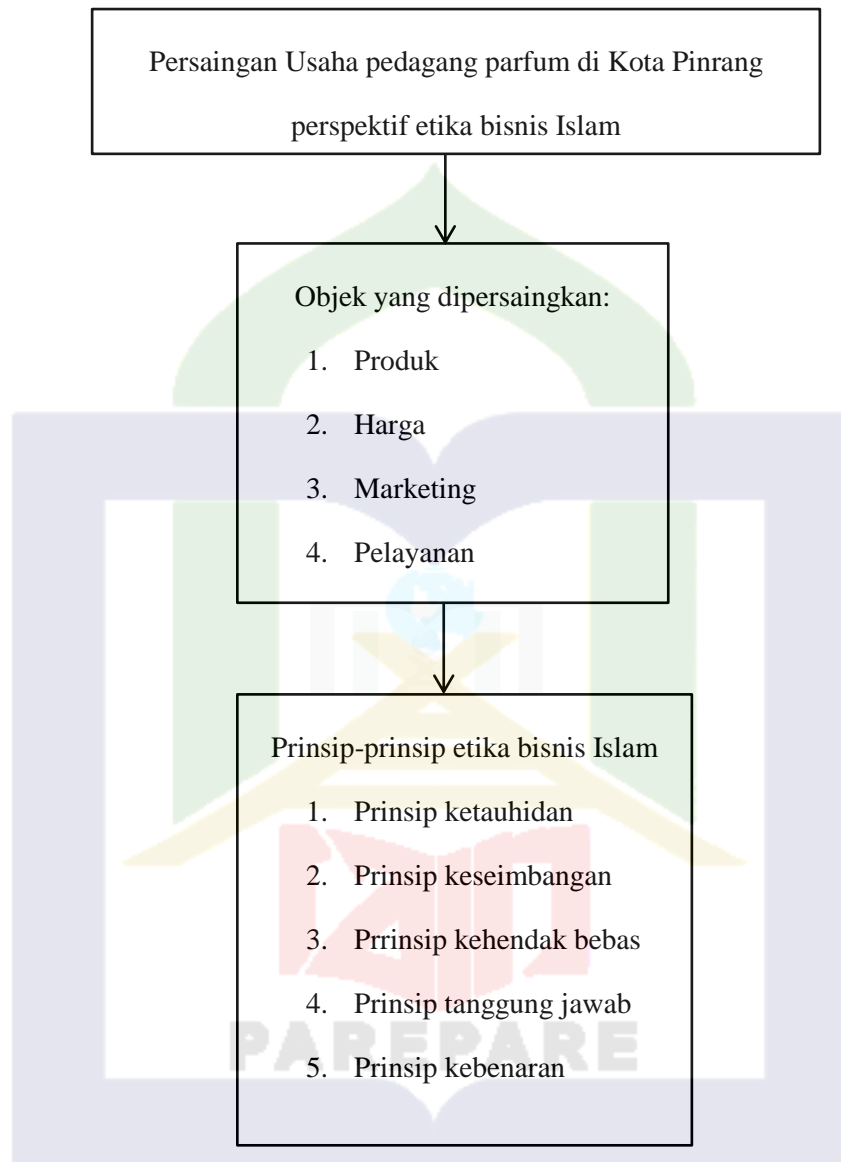 Persaingan Usaha pedagang parfum di Kota Pinrang
perspektif etika bisnis Islam
Objek yang dipersaingkan:
1. Produk
2. Harga
3. Marketing
4. Pelayanan
Prinsip-prinsip etika bisnis Islam
1. Prinsip ketauhidan
2. Prinsip keseimbangan
3. Prrinsip kehendak bebas
4. Prinsip tanggung jawab
5. Prinsip kebenaran
PAREPARE